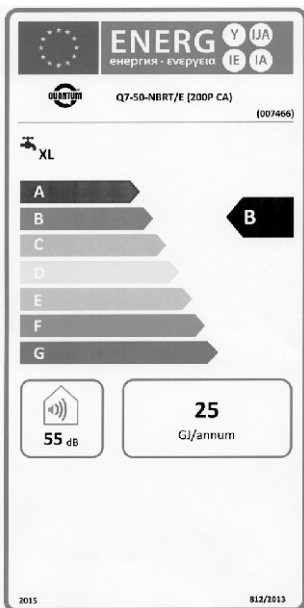 ENERG Y IJA
енергия · ενεργεια IE IA
QUANTUM
Q7-50-NBRT/E (200P CA)
(007466)
XL
A
B
B
C
D
E
F
G
55 dB
25
GJ/annum
2015
812/2013